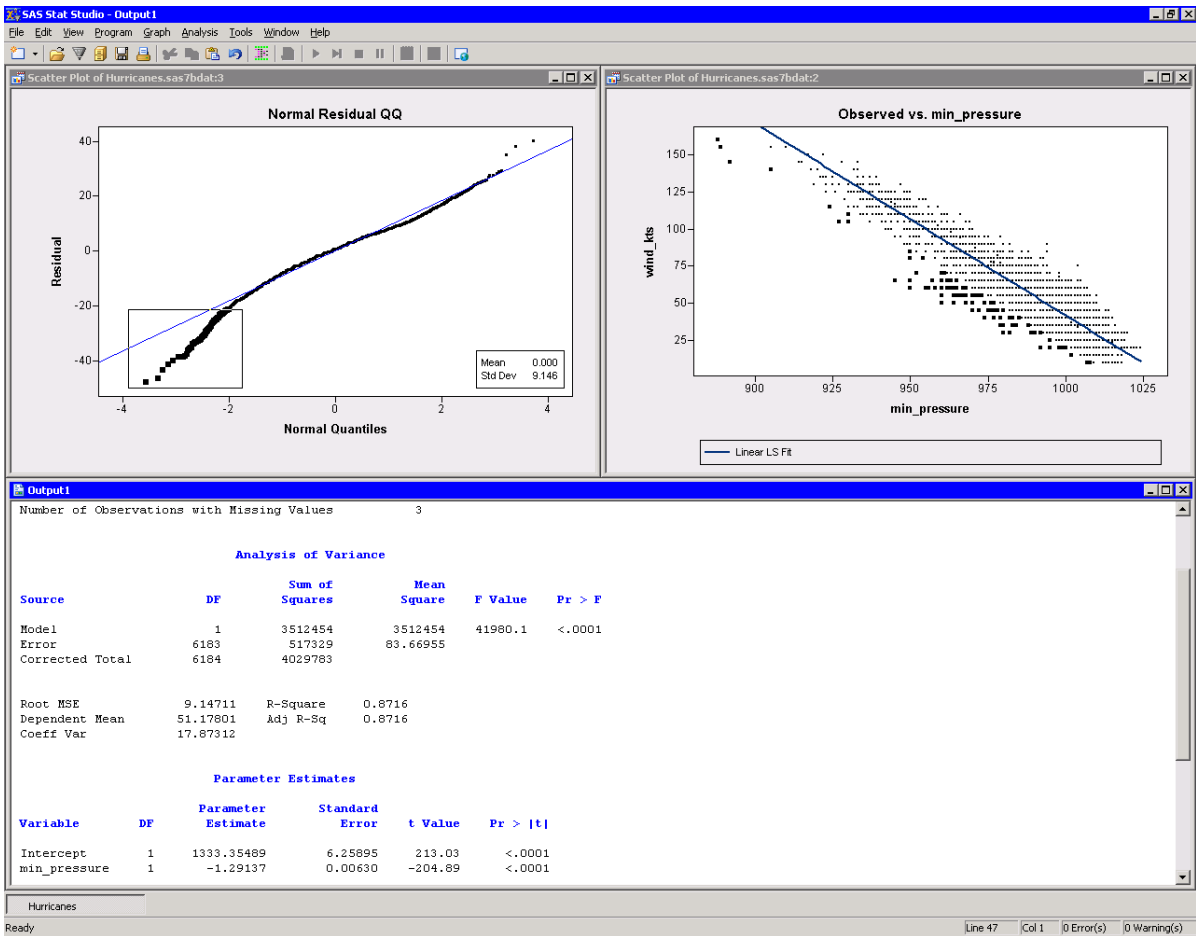 SAS Stat Studio - Output1
File Edit View Program Graph Analysis Tools Window Help
Scatter Plot of Hurricanes.sas7bdat:3
Normal Residual QQ
Residual
40
20
0
-20
-40
-4 -2 0 2 4
Normal Quantiles
Mean 0.000
Std Dev 9.146
Scatter Plot of Hurricanes.sas7bdat:2
Observed vs. min_pressure
wind_kts
150
125
100
75
50
25
900 925 950 975 1000 1025
min_pressure
Linear LS Fit
Output1
Number of Observations with Missing Values 3
Analysis of Variance
Sum of Mean
Source DF Squares Square F Value Pr > F
Model 1 3512454 3512454 41980.1 <.0001
Error 6183 517329 83.66955
Corrected Total 6184 4029783
Root MSE 9.14711 R-Square 0.8716
Dependent Mean 51.17801 Adj R-Sq 0.8716
Coeff Var 17.87312
Parameter Estimates
Parameter Standard
Variable DF Estimate Error t Value Pr > |t|
Intercept 1 1333.35489 6.25895 213.03 <.0001
min_pressure 1 -1.29137 0.00630 -204.89 <.0001
Hurricanes
Ready
Line 47 Col 1 0 Error(s) 0 Warning(s)